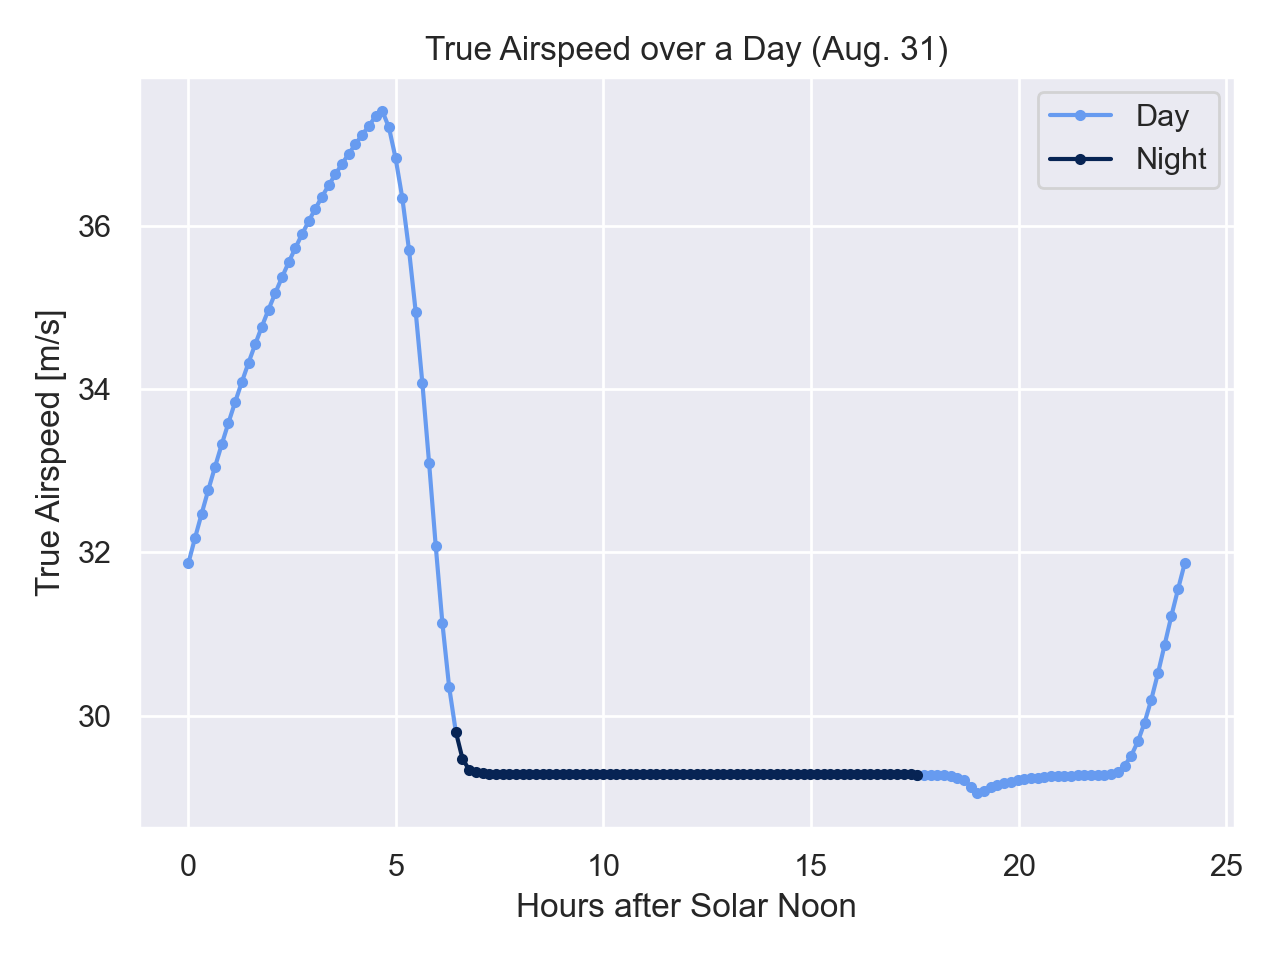 True Airspeed over a Day (Aug. 31)
Day
Night
True Airspeed [m/s]
36
34
32
30
0 5 10 15 20 25
Hours after Solar Noon